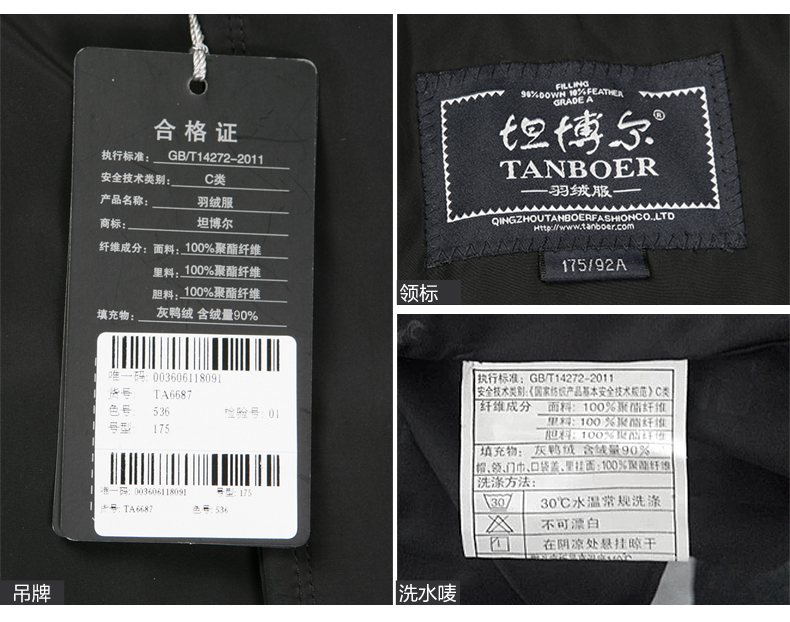 合格证
执行标准: GB/T14272-2011
安全技术类别: C类
产品名称: 羽绒服
商标: 坦博尔
纤维成分: 面料: 100%聚酯纤维
里料: 100%聚酯纤维
胆料: 100%聚酯纤维
填充物: 灰鸭绒 含绒量90%
唯一码: 003606118091
货号 TA6687
色号 536 检验号 01
号型 175
唯一码: 003606118091 号型: 175
货号: TA6687 色号: 536
吊牌
FILLING
90%DOWN 10%FEATHER
GRADE A
坦博尔®
TANBOER
羽绒服
QINGZHOUTANBOERFASHIONCO.,LTD
Http://www.tanboer.com
175/92A
领标
执行标准: GB/T14272-2011
安全技术类别:《国家纺织产品基本安全技术规范》C类
纤维成分 面料: 100%聚酯纤维
里料: 100%聚酯纤维
胆料: 100%聚酯纤维
填充物: 灰鸭绒 含绒量90%
帽、领、门巾、口袋盖、里挂面:100%聚酯纤维
洗涤方法:
30 30℃水温常规洗涤
不可漂白
在阴凉处悬挂晾干
洗水唛